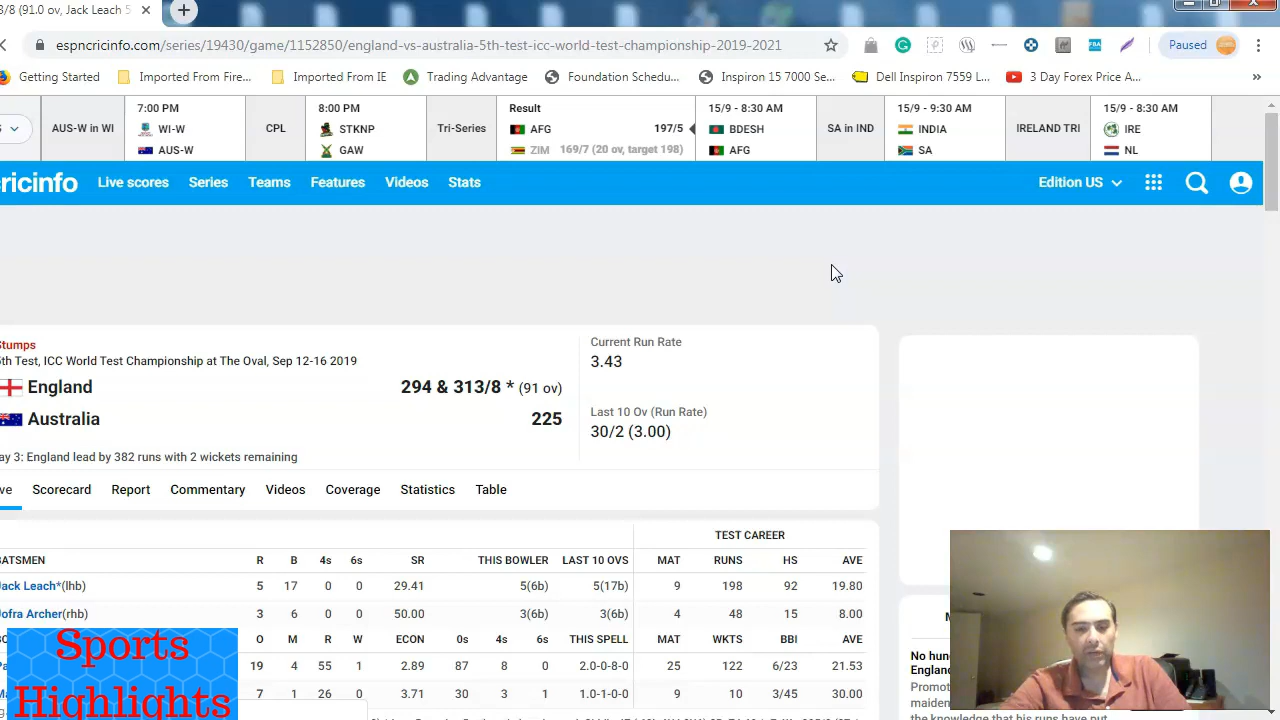 3/8 (91.0 ov, Jack Leach 5
espncricinfo.com/series/19430/game/1152850/england-vs-australia-5th-test-icc-world-test-championship-2019-2021
Paused
Getting Started Imported From Fire... Imported From IE Trading Advantage Foundation Schedu... Inspiron 15 7000 Se... Dell Inspiron 7559 L... 3 Day Forex Price A... »
AUS-W in WI
7:00 PM
WI-W
AUS-W
CPL
8:00 PM
STKNP
GAW
Tri-Series
Result
AFG 197/5
ZIM 169/7 (20 ov, target 198)
15/9 - 8:30 AM
BDESH
AFG
SA in IND
15/9 - 9:30 AM
INDIA
SA
IRELAND TRI
15/9 - 8:30 AM
IRE
NL
cricinfo Live scores Series Teams Features Videos Stats Edition US
Stumps
5th Test, ICC World Test Championship at The Oval, Sep 12-16 2019
England 294 & 313/8 * (91 ov)
Australia 225
ay 3: England lead by 382 runs with 2 wickets remaining
Current Run Rate
3.43
Last 10 Ov (Run Rate)
30/2 (3.00)
ve Scorecard Report Commentary Videos Coverage Statistics Table
TEST CAREER
BATSMEN R B 4s 6s SR THIS BOWLER LAST 10 OVS MAT RUNS HS AVE
Jack Leach*(lhb) 5 17 0 0 29.41 5(6b) 5(17b) 9 198 92 19.80
Jofra Archer(rhb) 3 6 0 0 50.00 3(6b) 3(6b) 4 48 15 8.00
O M R W ECON 0s 4s 6s THIS SPELL MAT WKTS BBI AVE
19 4 55 1 2.89 87 8 0 2.0-0-8-0 25 122 6/23 21.53
7 1 26 0 3.71 30 3 1 1.0-1-0-0 9 10 3/45 30.00
Sports
Highlights
No hun
England
Promot
maiden
the knowledge that his runs have put